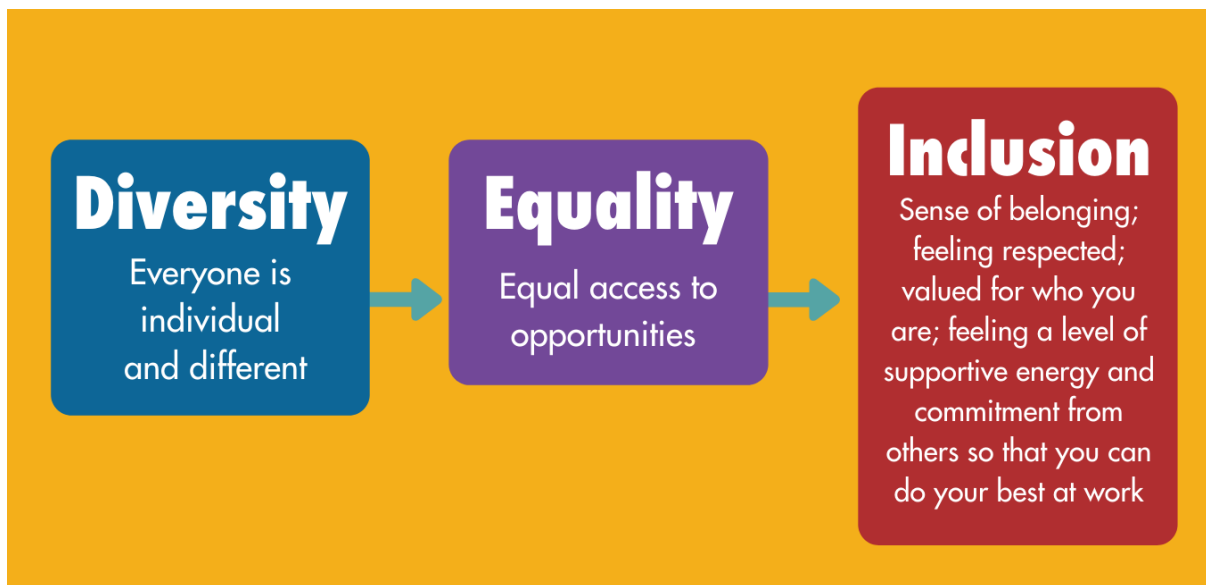 Diversity
Everyone is
individual
and different
Equality
Equal access to
opportunities
Inclusion
Sense of belonging;
feeling respected;
valued for who you
are; feeling a level of
supportive energy and
commitment from
others so that you can
do your best at work